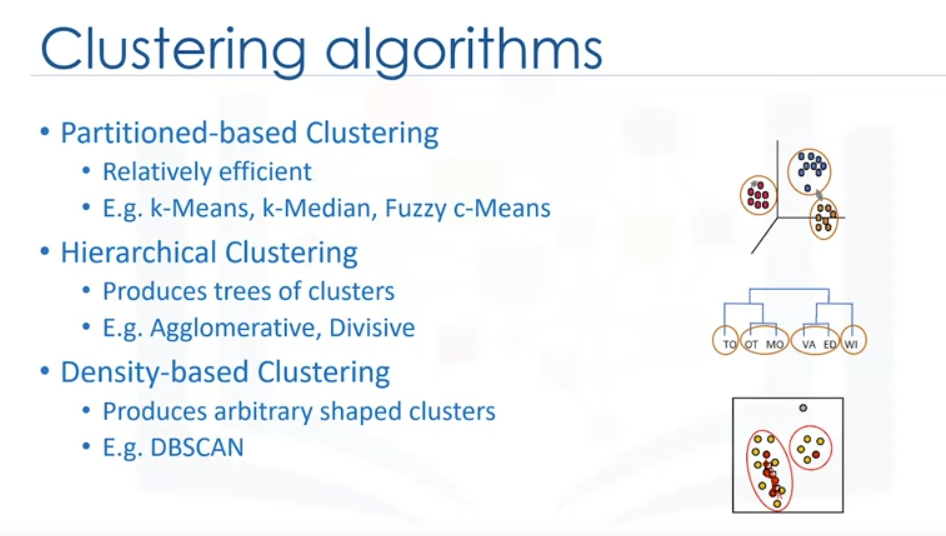 Clustering algorithms
• Partitioned-based Clustering
• Relatively efficient
• E.g. k-Means, k-Median, Fuzzy c-Means
• Hierarchical Clustering
• Produces trees of clusters
• E.g. Agglomerative, Divisive
TO OT MO VA ED WI
• Density-based Clustering
• Produces arbitrary shaped clusters
• E.g. DBSCAN